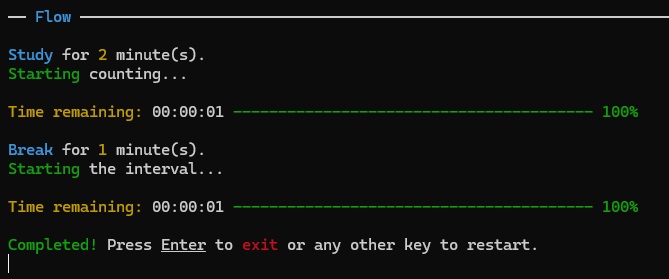 Flow
Study for 2 minute(s).
Starting counting...
Time remaining: 00:00:01 100%
Break for 1 minute(s).
Starting the interval...
Time remaining: 00:00:01 100%
Completed! Press Enter to exit or any other key to restart.